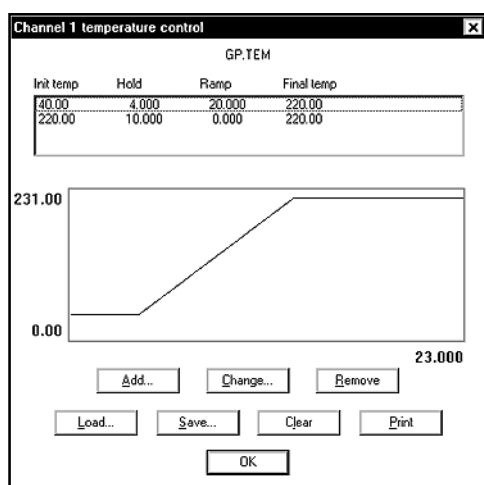 Channel 1 temperature control
GP.TEM
Init temp Hold Ramp Final temp
40.00 4.000 20.000 220.00
220.00 10.000 0.000 220.00
231.00
0.00
23.000
Add... Change... Remove
Load... Save... Clear Print
OK